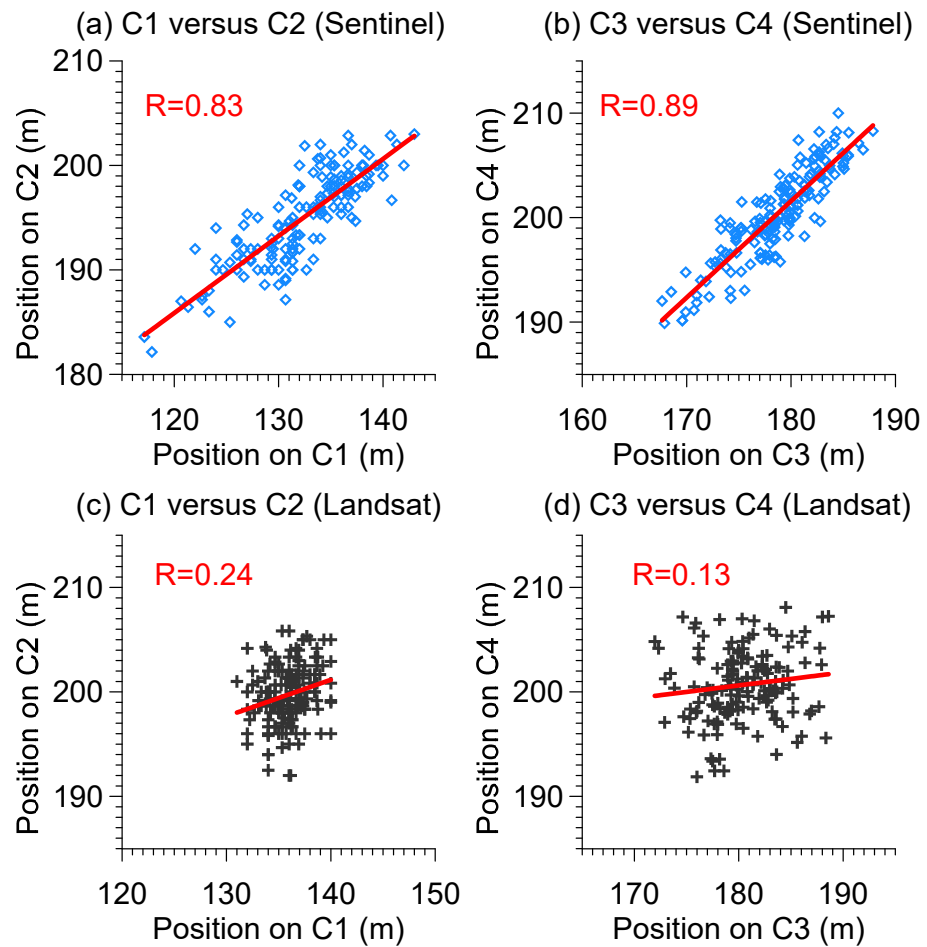 (a) C1 versus C2 (Sentinel)
R=0.83
210
200
190
180
Position on C2 (m)
120 130 140
Position on C1 (m)
(b) C3 versus C4 (Sentinel)
R=0.89
210
200
190
Position on C4 (m)
160 170 180 190
Position on C3 (m)
(c) C1 versus C2 (Landsat)
R=0.24
210
200
190
Position on C2 (m)
120 130 140 150
Position on C1 (m)
(d) C3 versus C4 (Landsat)
R=0.13
210
200
190
Position on C4 (m)
170 180 190
Position on C3 (m)